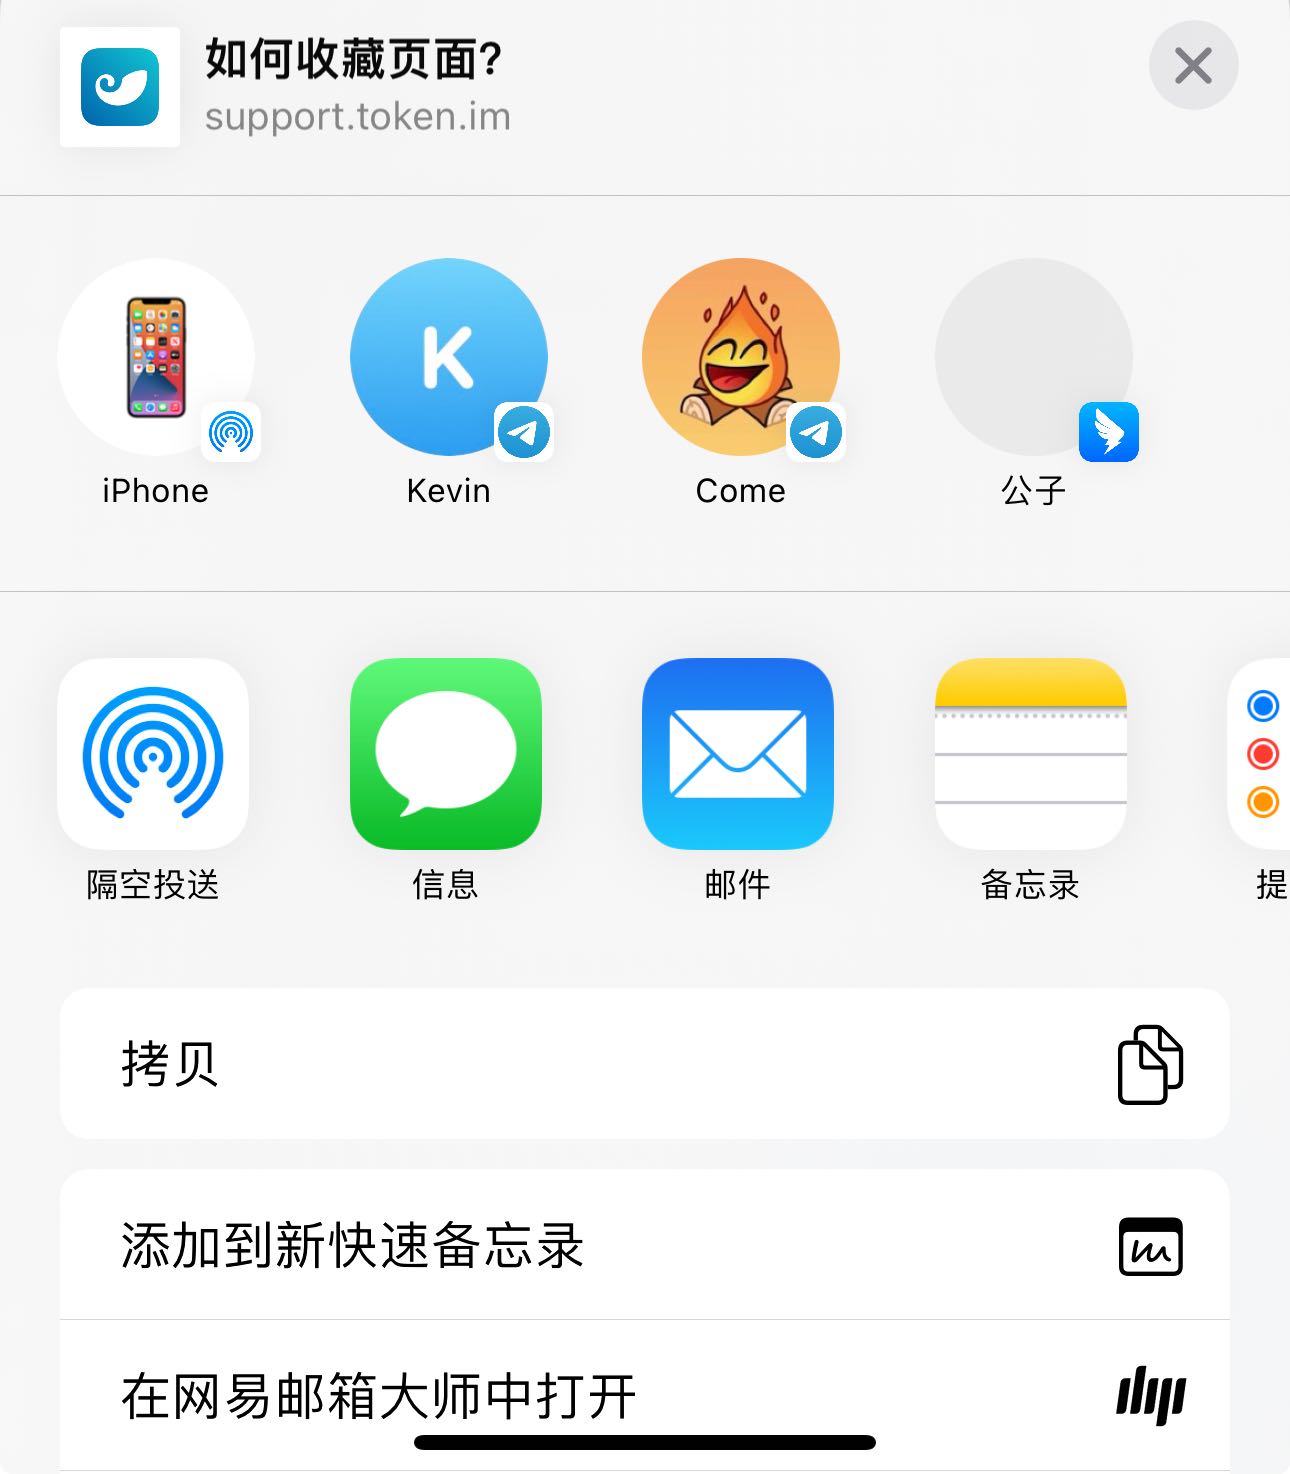 如何收藏页面?
support.token.im
iPhone
K
Kevin
Come
公子
隔空投送
信息
邮件
备忘录
提
拷贝
添加到新快速备忘录
在网易邮箱大师中打开